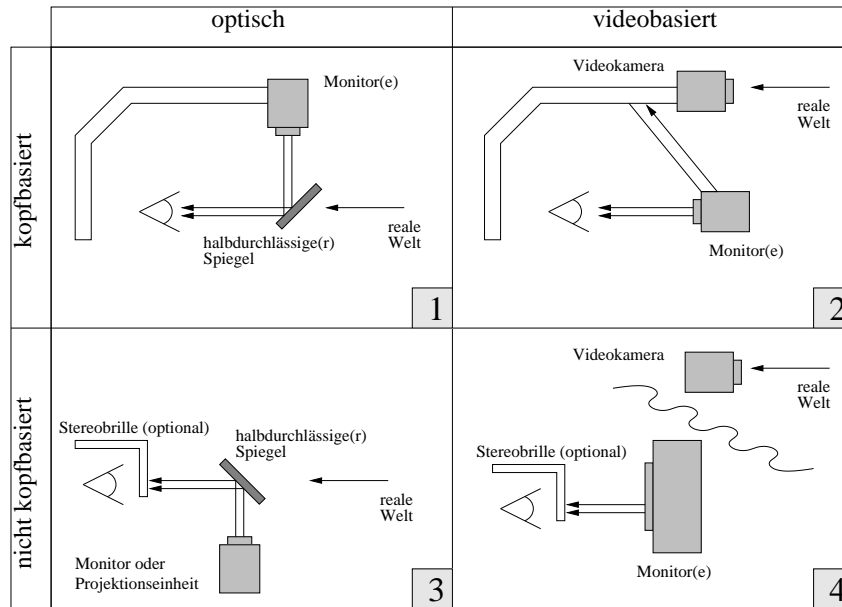 optisch
videobasiert
kopfbasiert
Monitor(e)
reale
Welt
halbdurchlässige(r)
Spiegel
1
Videokamera
reale
Welt
Monitor(e)
2
nicht kopfbasiert
Stereobrille (optional)
halbdurchlässige(r)
Spiegel
reale
Welt
Monitor oder
Projektionseinheit
3
Videokamera
reale
Welt
Stereobrille (optional)
Monitor(e)
4